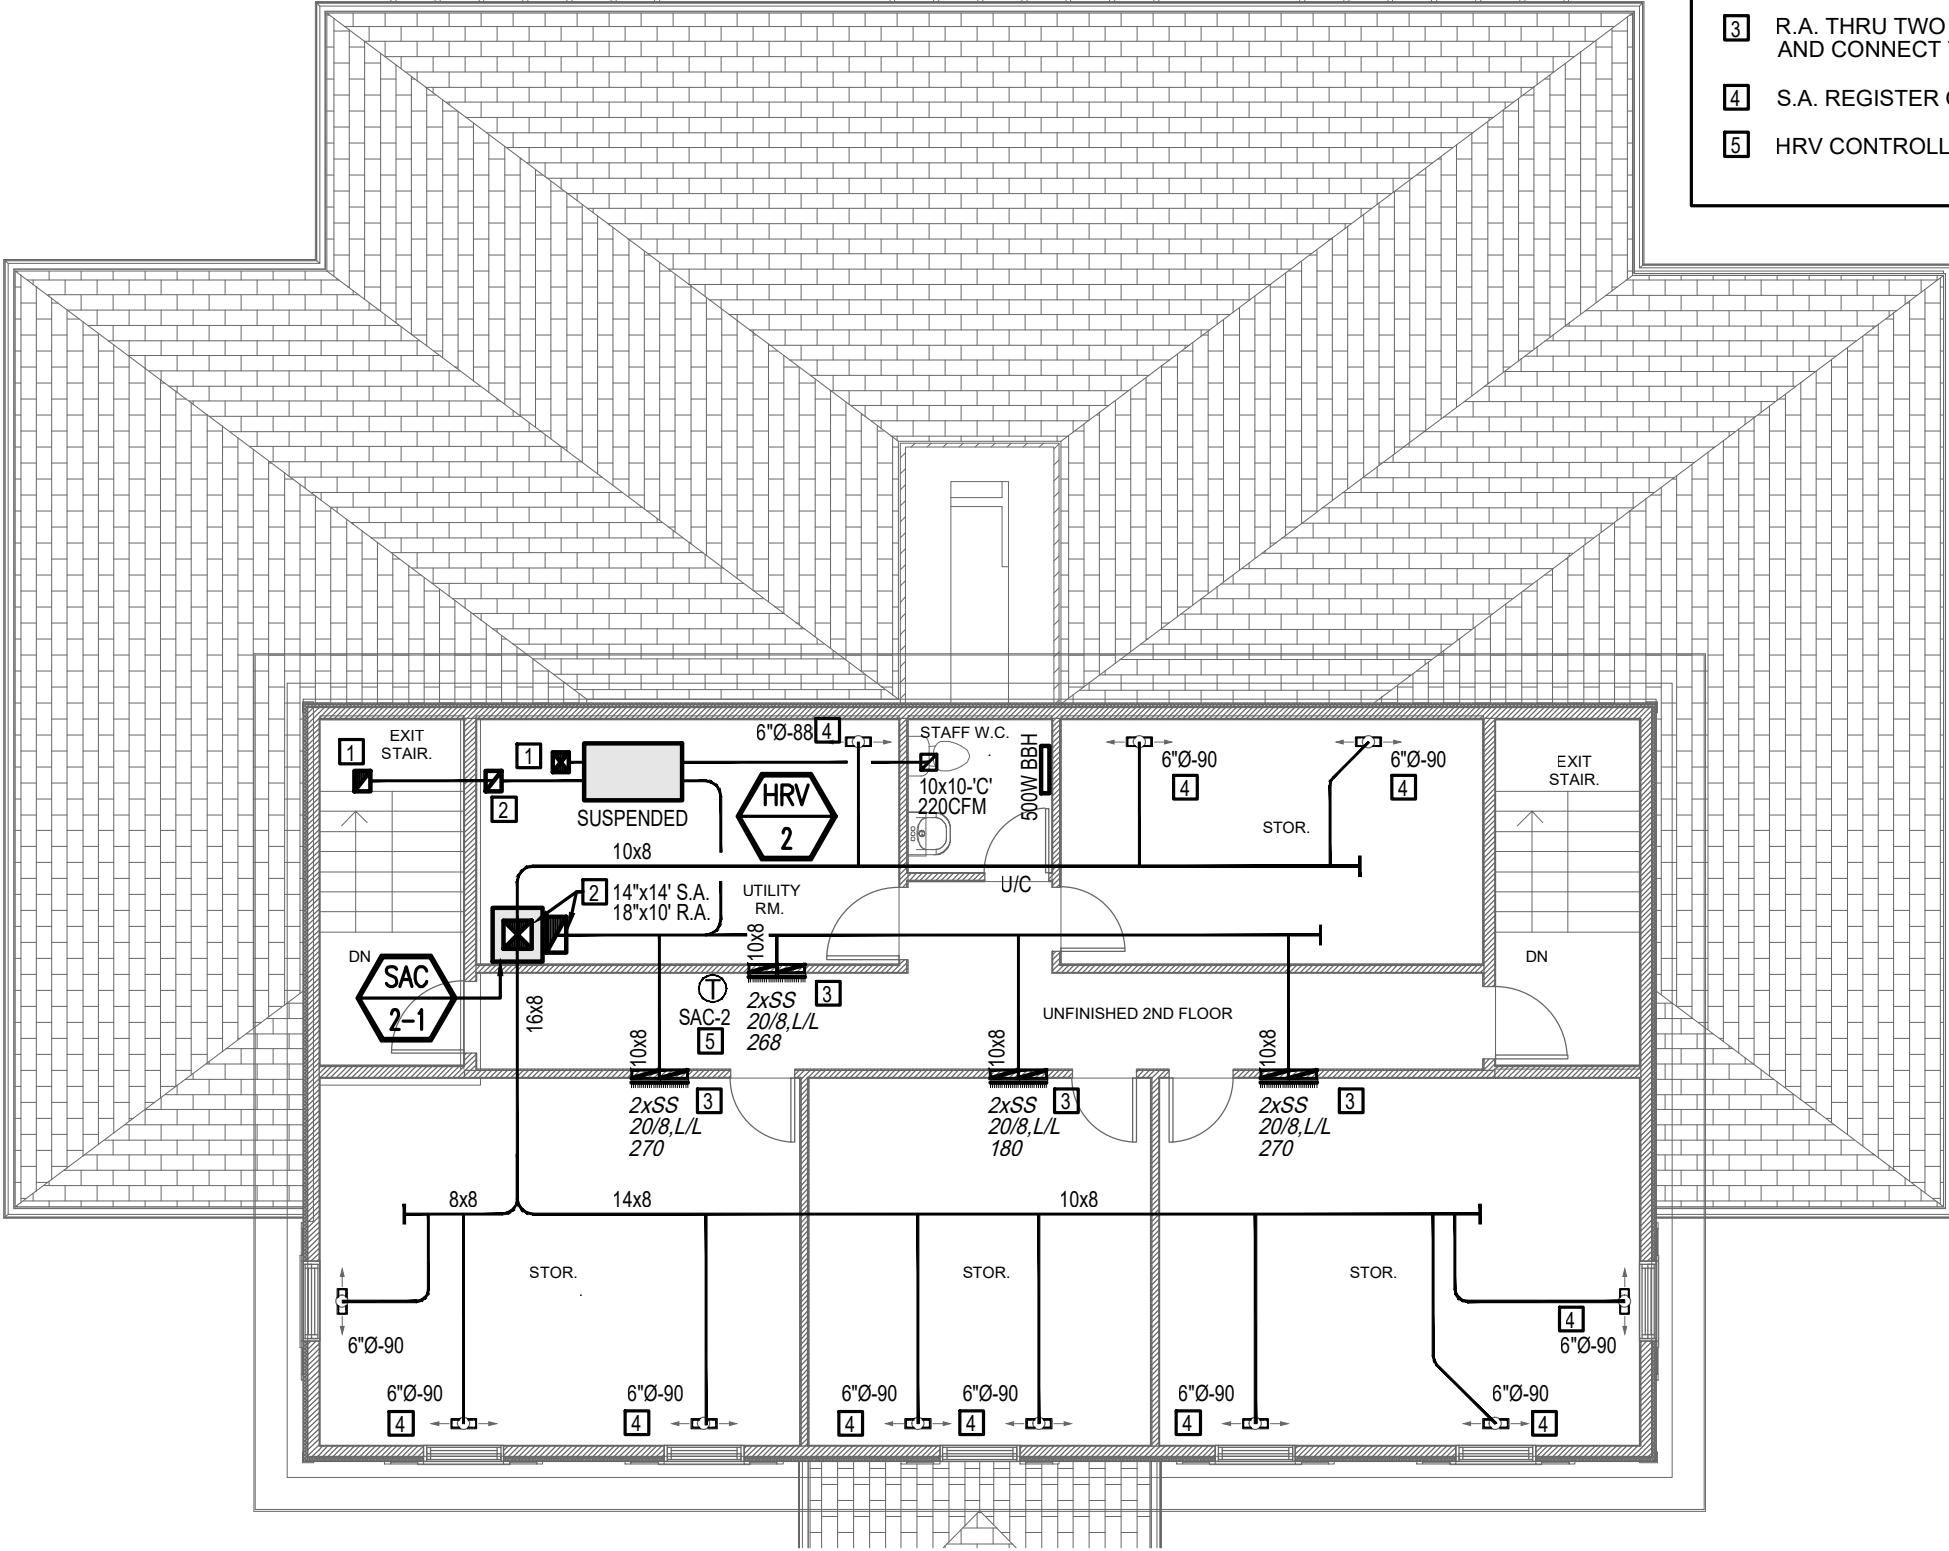 3 R.A. THRU TWO
AND CONNECT
4 S.A. REGISTER
5 HRV CONTROLL
1
EXIT
STAIR.
1
2
SUSPENDED
6"Ø-88 4
HRV
2
STAFF W.C.
10x10-'C'
220CFM
500W BBH
6"Ø-90
4
6"Ø-90
4
STOR.
EXIT
STAIR.
10x8
2 14"x14' S.A.
18"x10' R.A.
UTILITY
RM.
U/C
DN
SAC
2-1
16x8
10x8
T
SAC-2
5
10x8
2xSS
20/8,L/L
268
3
10x8
UNFINISHED 2ND FLOOR
10x8
DN
2xSS
20/8,L/L
270
3
2xSS
20/8,L/L
180
3
2xSS
20/8,L/L
270
3
8x8
14x8
10x8
STOR.
STOR.
STOR.
6"Ø-90
4
6"Ø-90
6"Ø-90
4
6"Ø-90
4
6"Ø-90
4
6"Ø-90
4
6"Ø-90
4
6"Ø-90
4